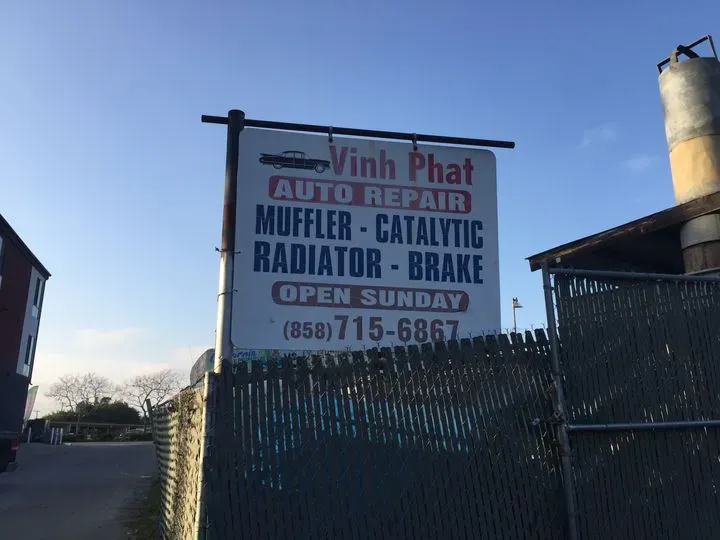 Vinh Phat
AUTO REPAIR
MUFFLER - CATALYTIC
RADIATOR - BRAKE
OPEN SUNDAY
(858) 715-6867